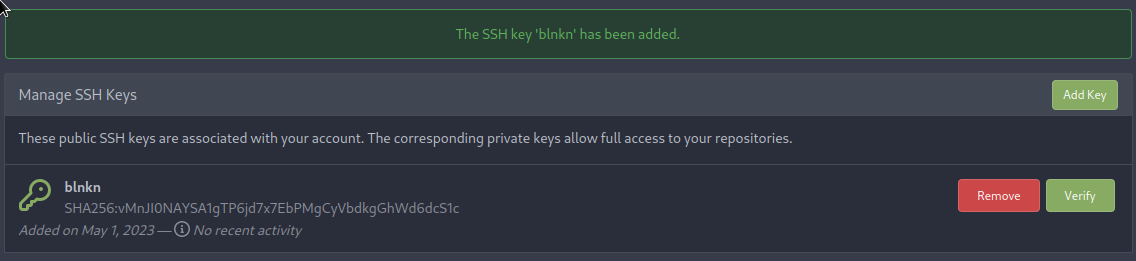 The SSH key 'blnkn' has been added.
Manage SSH Keys
Add Key
These public SSH keys are associated with your account. The corresponding private keys allow full access to your repositories.
blnkn
SHA256:vMnJI0NAYSA1gTP6jd7x7EbPMgCyVbdkgGhWd6dcS1c
Remove
Verify
Added on May 1, 2023 — No recent activity